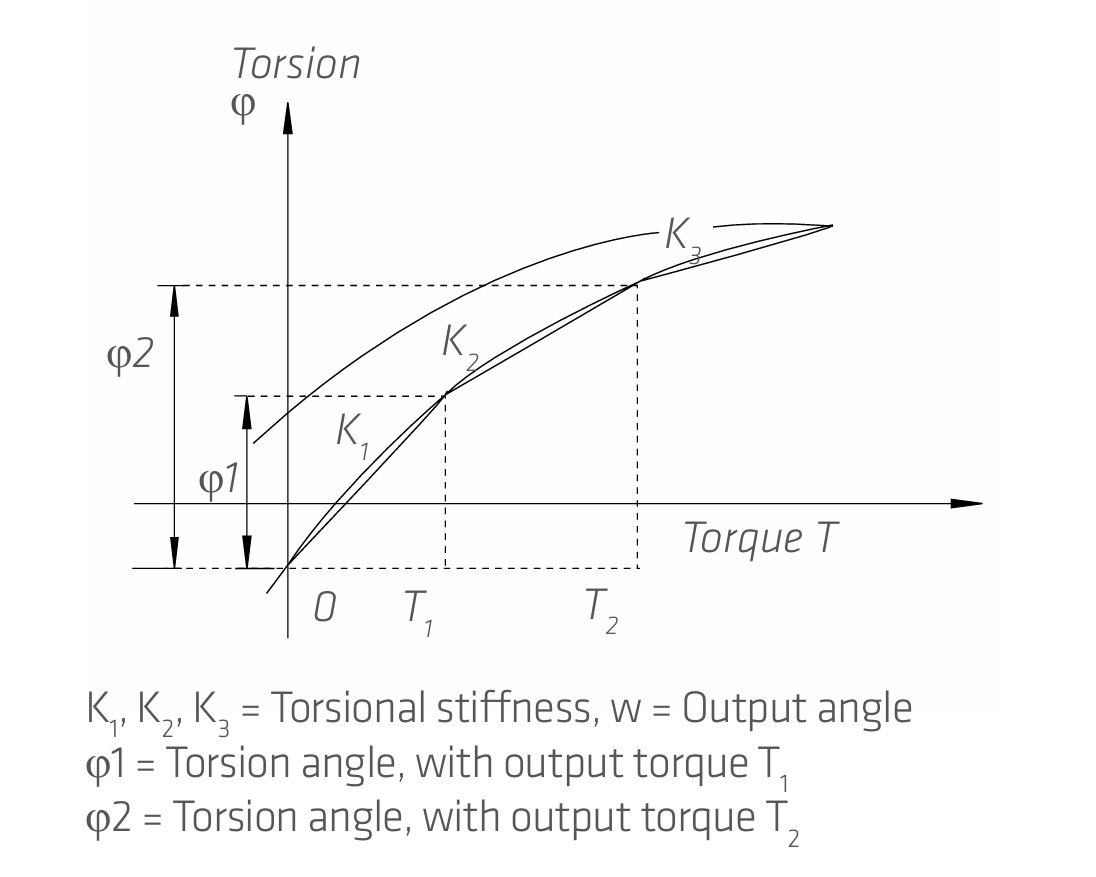 Torsion
φ
K₃
φ2
K₂
K₁
φ1
Torque T
0 T₁ T₂
K₁, K₂, K₃ = Torsional stiffness, w = Output angle
φ1 = Torsion angle, with output torque T₁
φ2 = Torsion angle, with output torque T₂